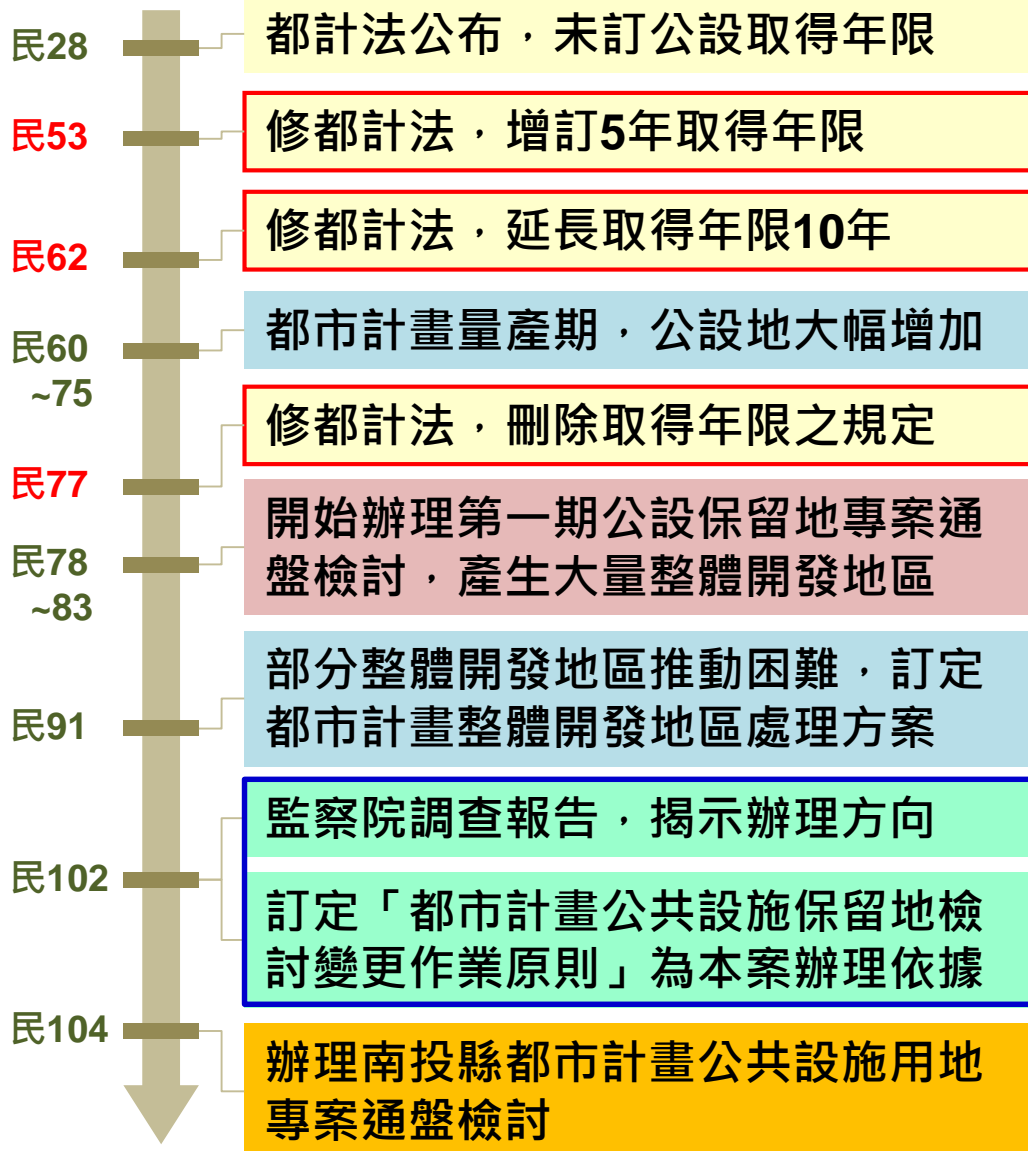 民28
都計法公布，未訂公設取得年限
民53
修都計法，增訂5年取得年限
民62
修都計法，延長取得年限10年
民60
~75
都市計畫量產期，公設地大幅增加
民77
修都計法，刪除取得年限之規定
民78
~83
開始辦理第一期公設保留地專案通
盤檢討，產生大量整體開發地區
民91
部分整體開發地區推動困難，訂定
都市計畫整體開發地區處理方案
民102
監察院調查報告，揭示辦理方向
訂定「都市計畫公共設施保留地檢
討變更作業原則」為本案辦理依據
民104
辦理南投縣都市計畫公共設施用地
專案通盤檢討